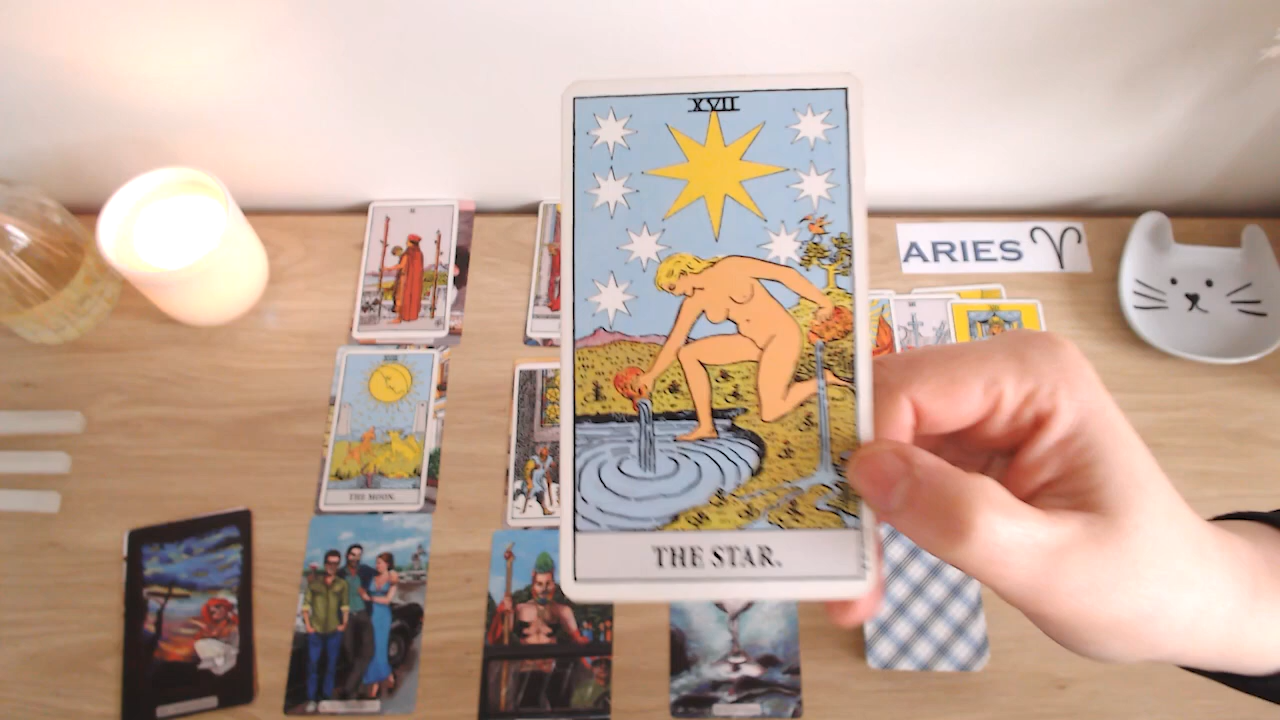 XVII
ARIES
THE MOON.
THE STAR.